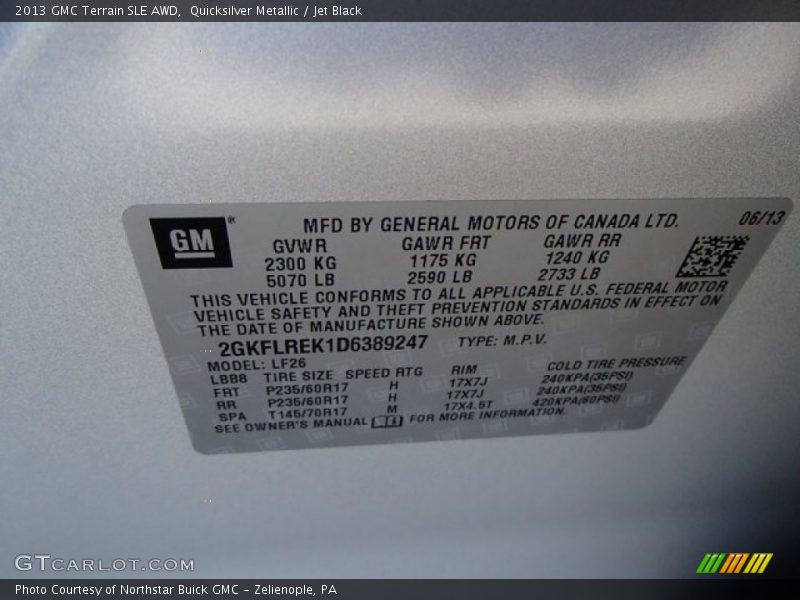 2013 GMC Terrain SLE AWD, Quicksilver Metallic / Jet Black
GM ®
MFD BY GENERAL MOTORS OF CANADA LTD. 06/13
GVWR GAWR FRT GAWR RR
2300 KG 1175 KG 1240 KG
5070 LB 2590 LB 2733 LB
THIS VEHICLE CONFORMS TO ALL APPLICABLE U.S. FEDERAL MOTOR
VEHICLE SAFETY AND THEFT PREVENTION STANDARDS IN EFFECT ON
THE DATE OF MANUFACTURE SHOWN ABOVE.
2GKFLREK1D6389247 TYPE: M.P.V.
MODEL: LF26
LBB8 TIRE SIZE SPEED RTG RIM COLD TIRE PRESSURE
FRT P235/60R17 H 17X7J 240KPA(35PSI)
RR P235/60R17 H 17X7J 240KPA(35PSI)
SPA T145/70R17 M 17X4.5T 420KPA(60PSI)
SEE OWNER'S MANUAL FOR MORE INFORMATION.
GTCARLOT.COM
Photo Courtesy of Northstar Buick GMC - Zelienople, PA